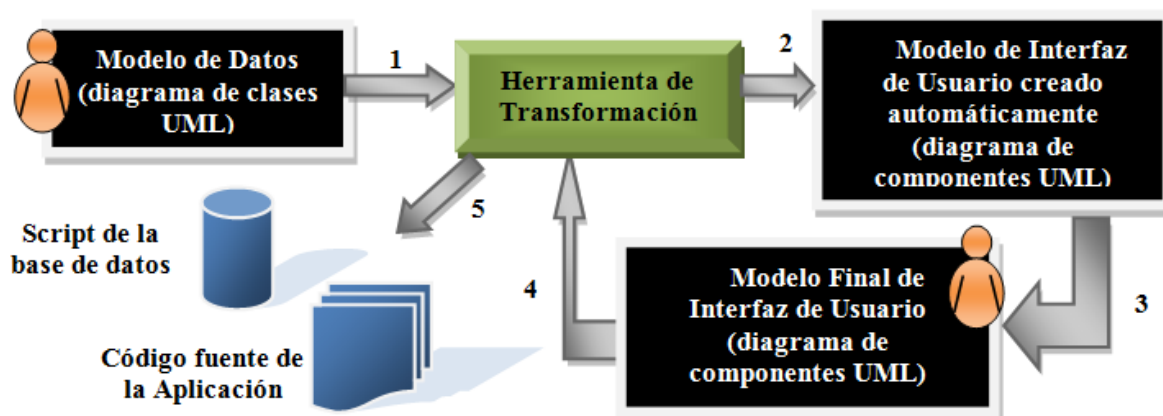 Modelo de Datos
(diagrama de clases
UML)
1
Herramienta de
Transformación
2
Modelo de Interfaz
de Usuario creado
automáticamente
(diagrama de
componentes UML)
3
Modelo Final de
Interfaz de Usuario
(diagrama de
componentes UML)
4
5
Script de la
base de datos
Código fuente de
la Aplicación